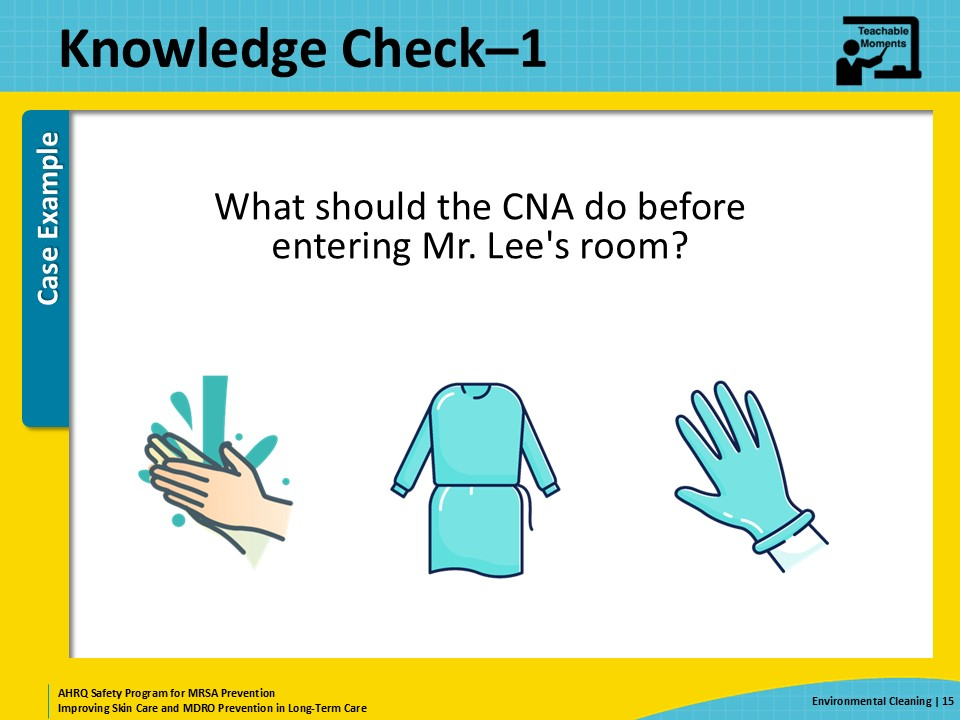 Knowledge Check–1
Teachable
Moments
Case Example
What should the CNA do before
entering Mr. Lee's room?
AHRQ Safety Program for MRSA Prevention
Improving Skin Care and MDRO Prevention in Long-Term Care
Environmental Cleaning | 15